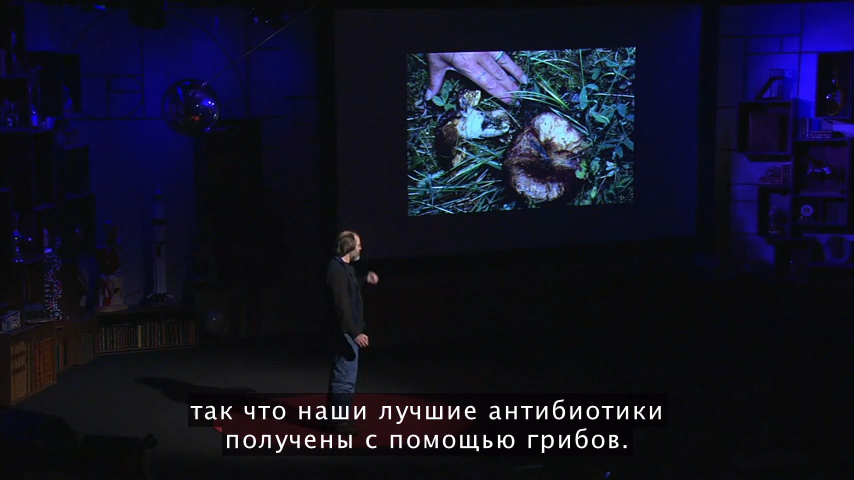 так что наши лучшие антибиотики
получены с помощью грибов.